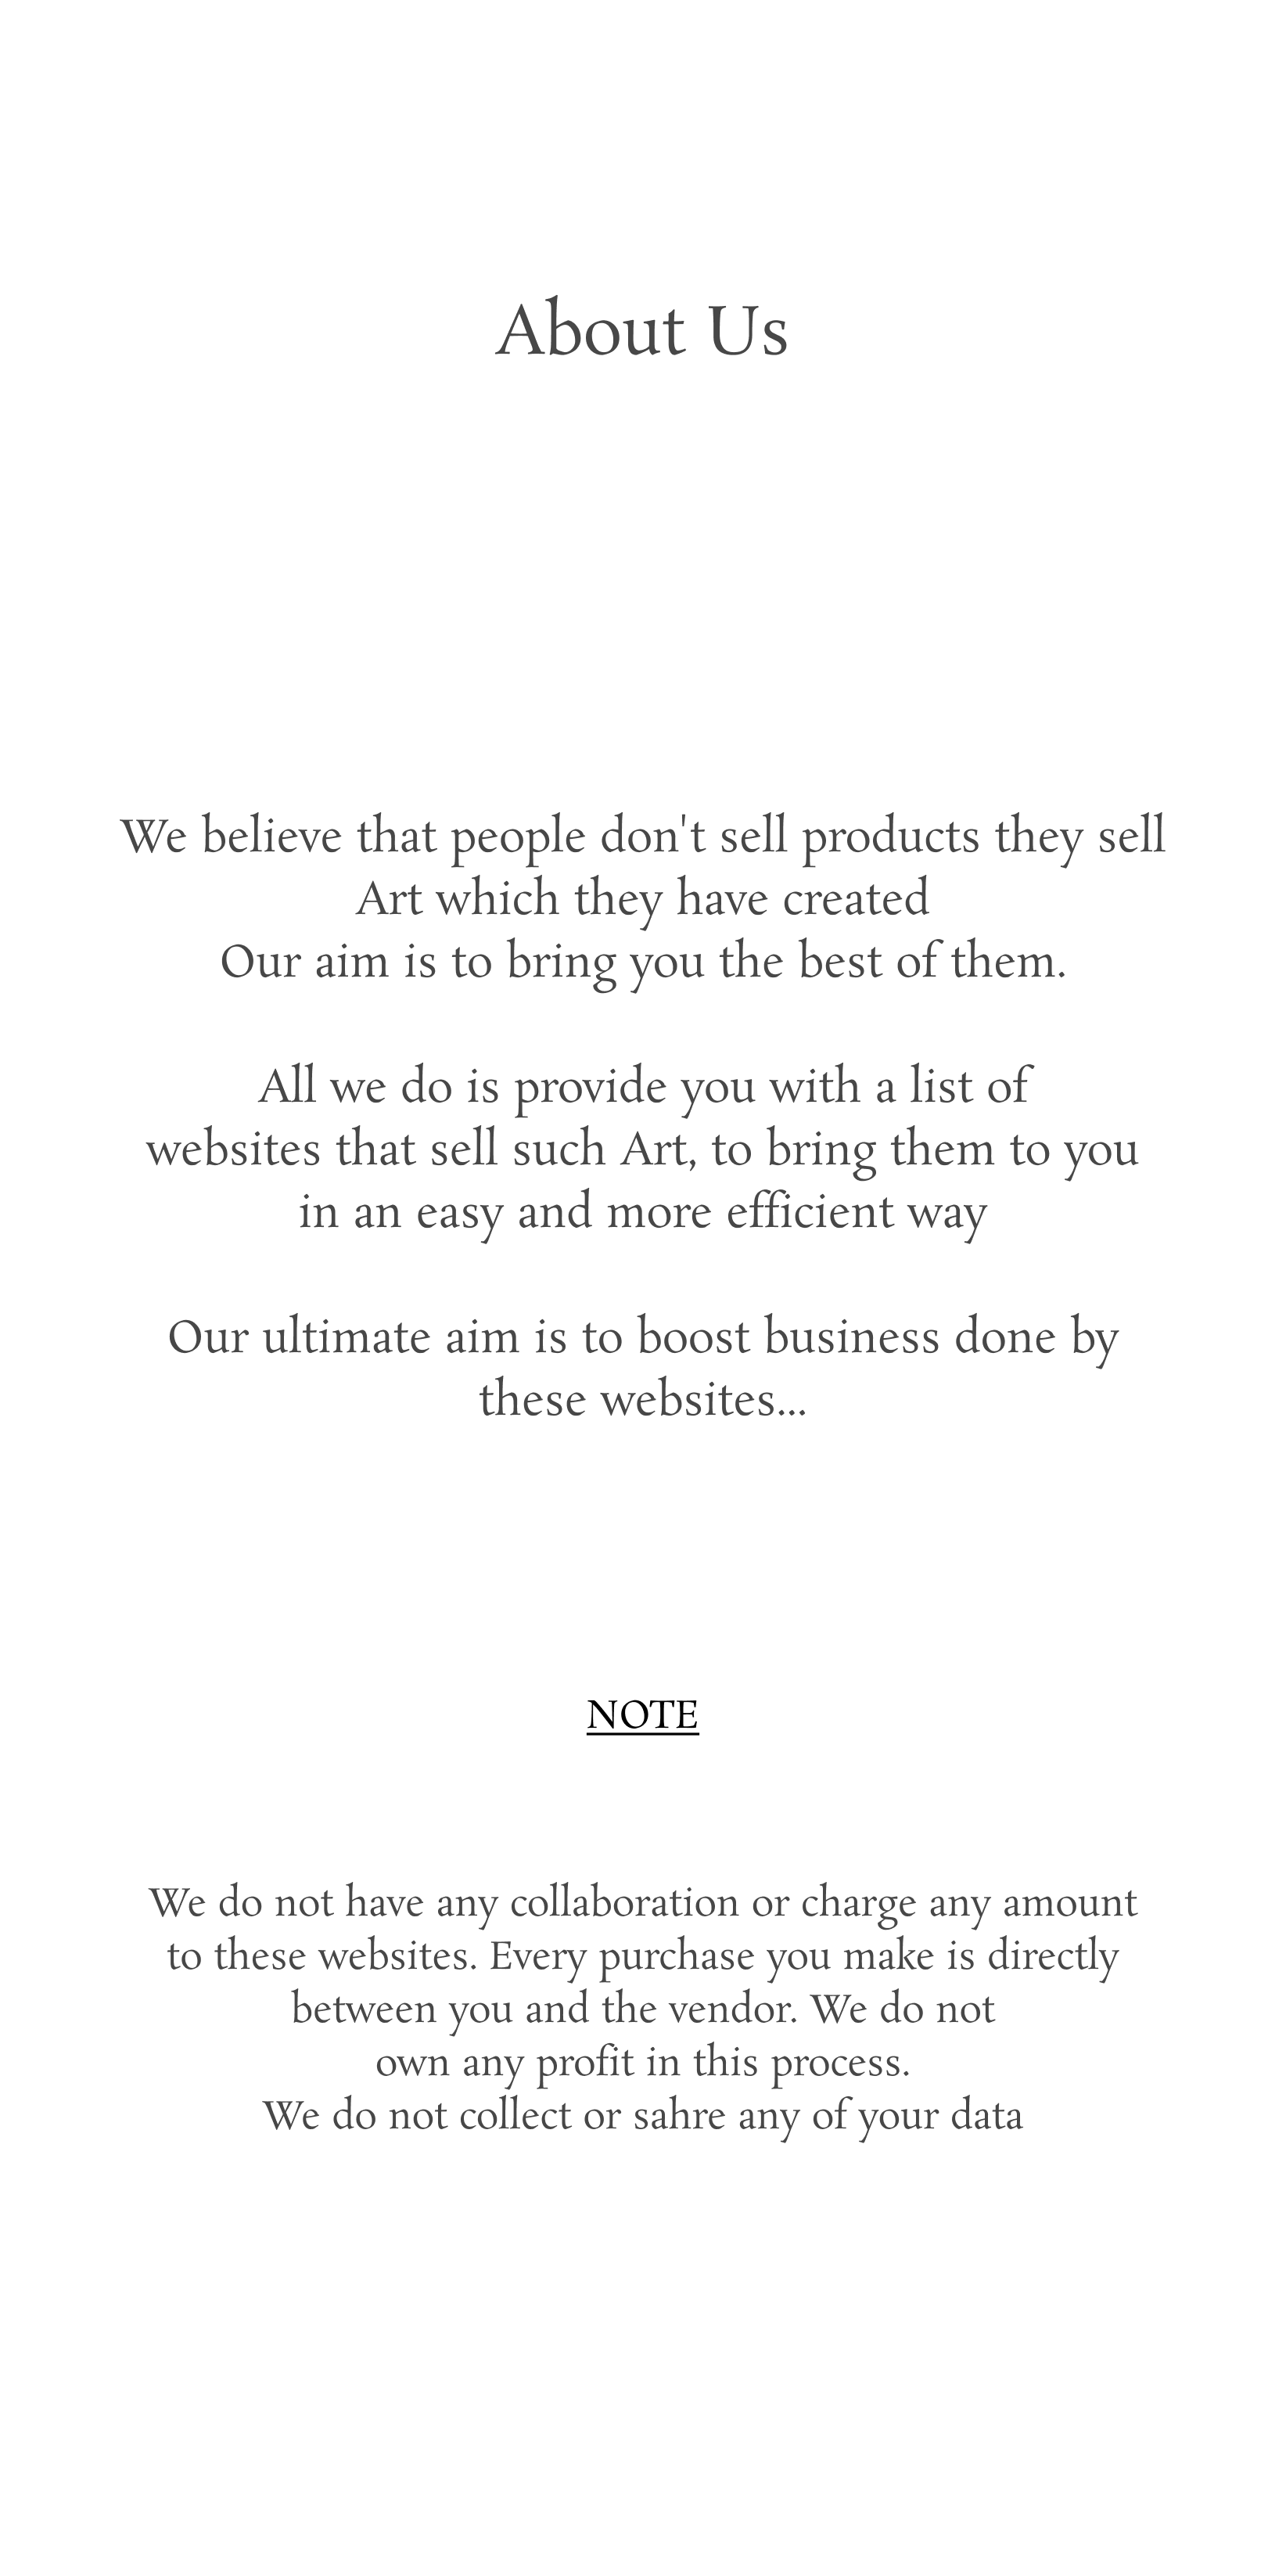 About Us
We believe that people don't sell products they sell
Art which they have created
Our aim is to bring you the best of them.
All we do is provide you with a list of
websites that sell such Art, to bring them to you
in an easy and more efficient way
Our ultimate aim is to boost business done by
these websites...
NOTE
We do not have any collaboration or charge any amount
to these websites. Every purchase you make is directly
between you and the vendor. We do not
own any profit in this process.
We do not collect or sahre any of your data